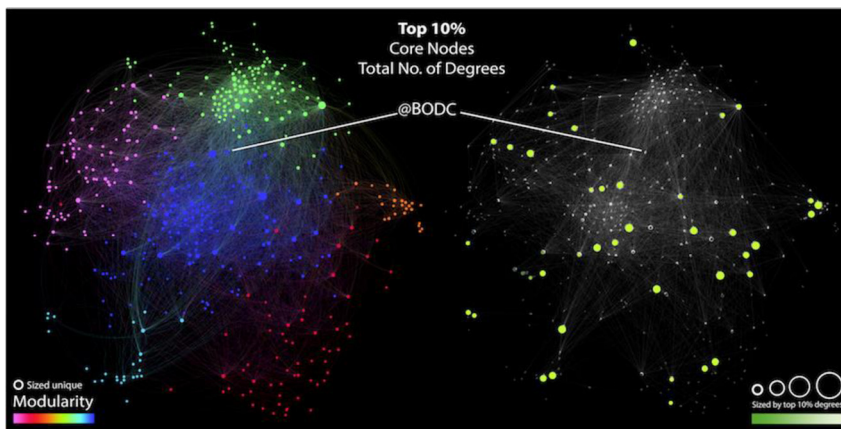 Top 10%
Core Nodes
Total No. of Degrees
@BODC
Sized unique
Modularity
Sized by top 10% degrees